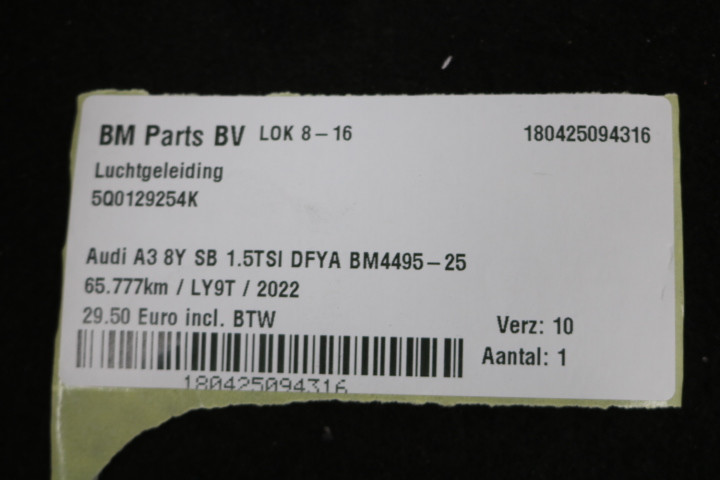 BM Parts BV LOK 8-16 180425094316
Luchtgeleiding
5Q0129254K
Audi A3 8Y SB 1.5TSI DFYA BM4495-25
65.777km / LY9T / 2022
29.50 Euro incl. BTW
Verz: 10
Aantal: 1
180425094316